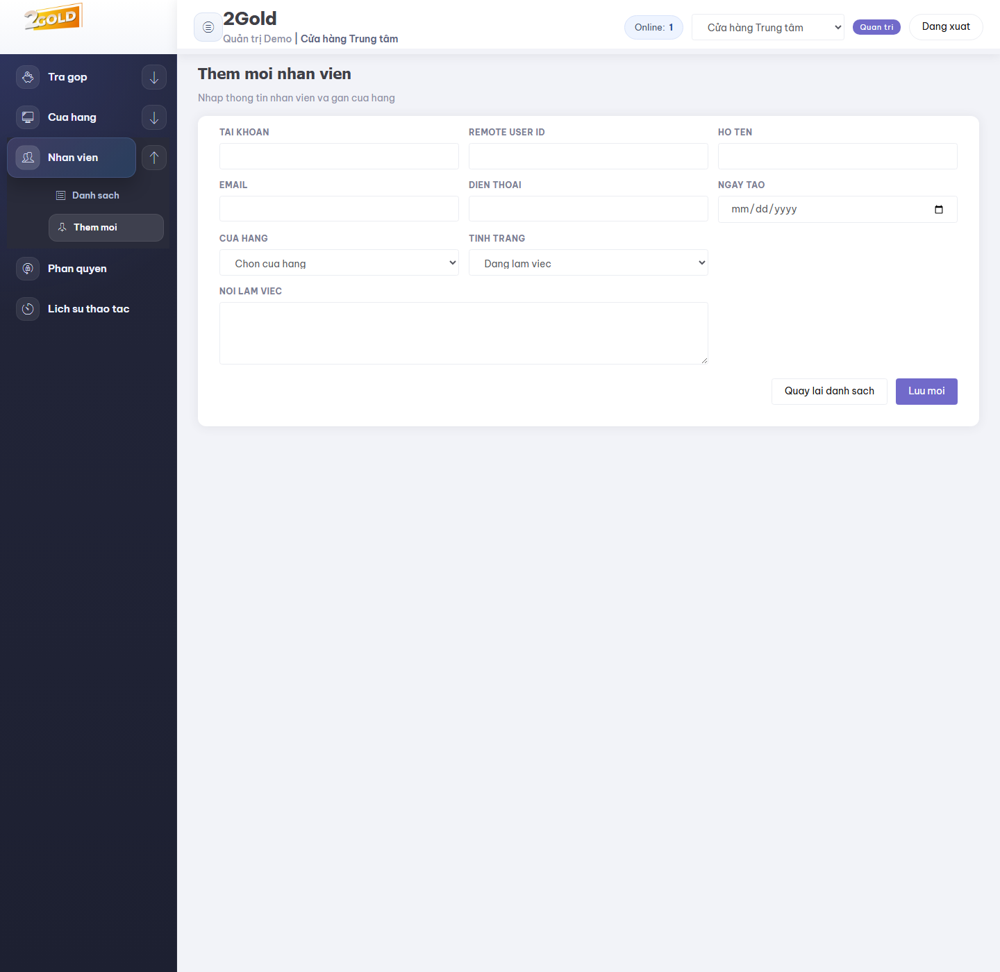 2GOLD
Tra gop
Cua hang
Nhan vien
Danh sach
Them moi
Phan quyen
Lich su thao tac
2Gold
Quản trị Demo | Cửa hàng Trung tâm
Online: 1
Cửa hàng Trung tâm
Quan tri
Dang xuat
Them moi nhan vien
Nhap thong tin nhan vien va gan cua hang
TAI KHOAN
REMOTE USER ID
HO TEN
EMAIL
DIEN THOAI
NGAY TAO
mm/dd/yyyy
CUA HANG
TINH TRANG
Chon cua hang
Dang lam viec
NOI LAM VIEC
Quay lai danh sach
Luu moi